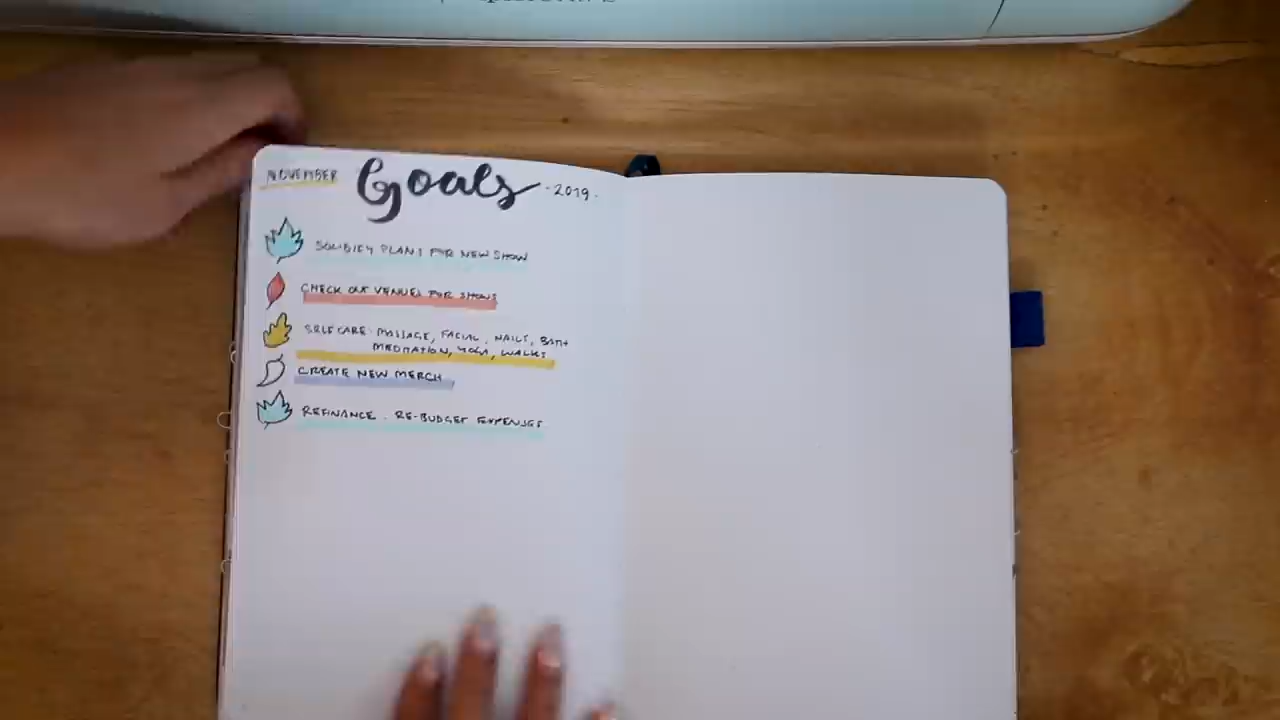 NOVEMBER Goals - 2019 -
SOLIDIFY PLANS FOR NEW SHOW
CHECK OUT VENUES FOR SHOWS
SELF CARE: MASSAGE, FACIAL, NAILS, BATH
MEDITATION, YOGA, WALKS
CREATE NEW MERCH
REFINANCE - RE-BUDGET EXPENSES